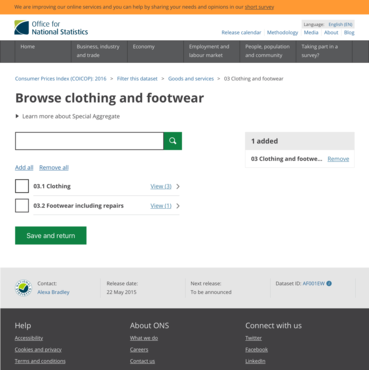 We are improving our online services and you can help by sharing your needs and opinions in our short survey
Office for
National Statistics
Language: English (EN)
Release calendar Methodology Media About Blog
Home
Business, industry
and trade
Economy
Employment and
labour market
People, population
and community
Taking part in a
survey?
Consumer Prices Index (COICOP): 2016 > Filter this dataset > Goods and services > 03 Clothing and footwear
Browse clothing and footwear
Learn more about Special Aggregate
1 added
03 Clothing and footwe... Remove
Add all Remove all
03.1 Clothing View (3)
03.2 Footwear including repairs View (1)
Save and return
Contact:
Alexa Bradley
Release date:
22 May 2015
Next release:
To be announced
Dataset ID: AF001EW
Help
Accessibility
Cookies and privacy
Terms and conditions
About ONS
What we do
Careers
Contact us
Connect with us
Twitter
Facebook
LinkedIn